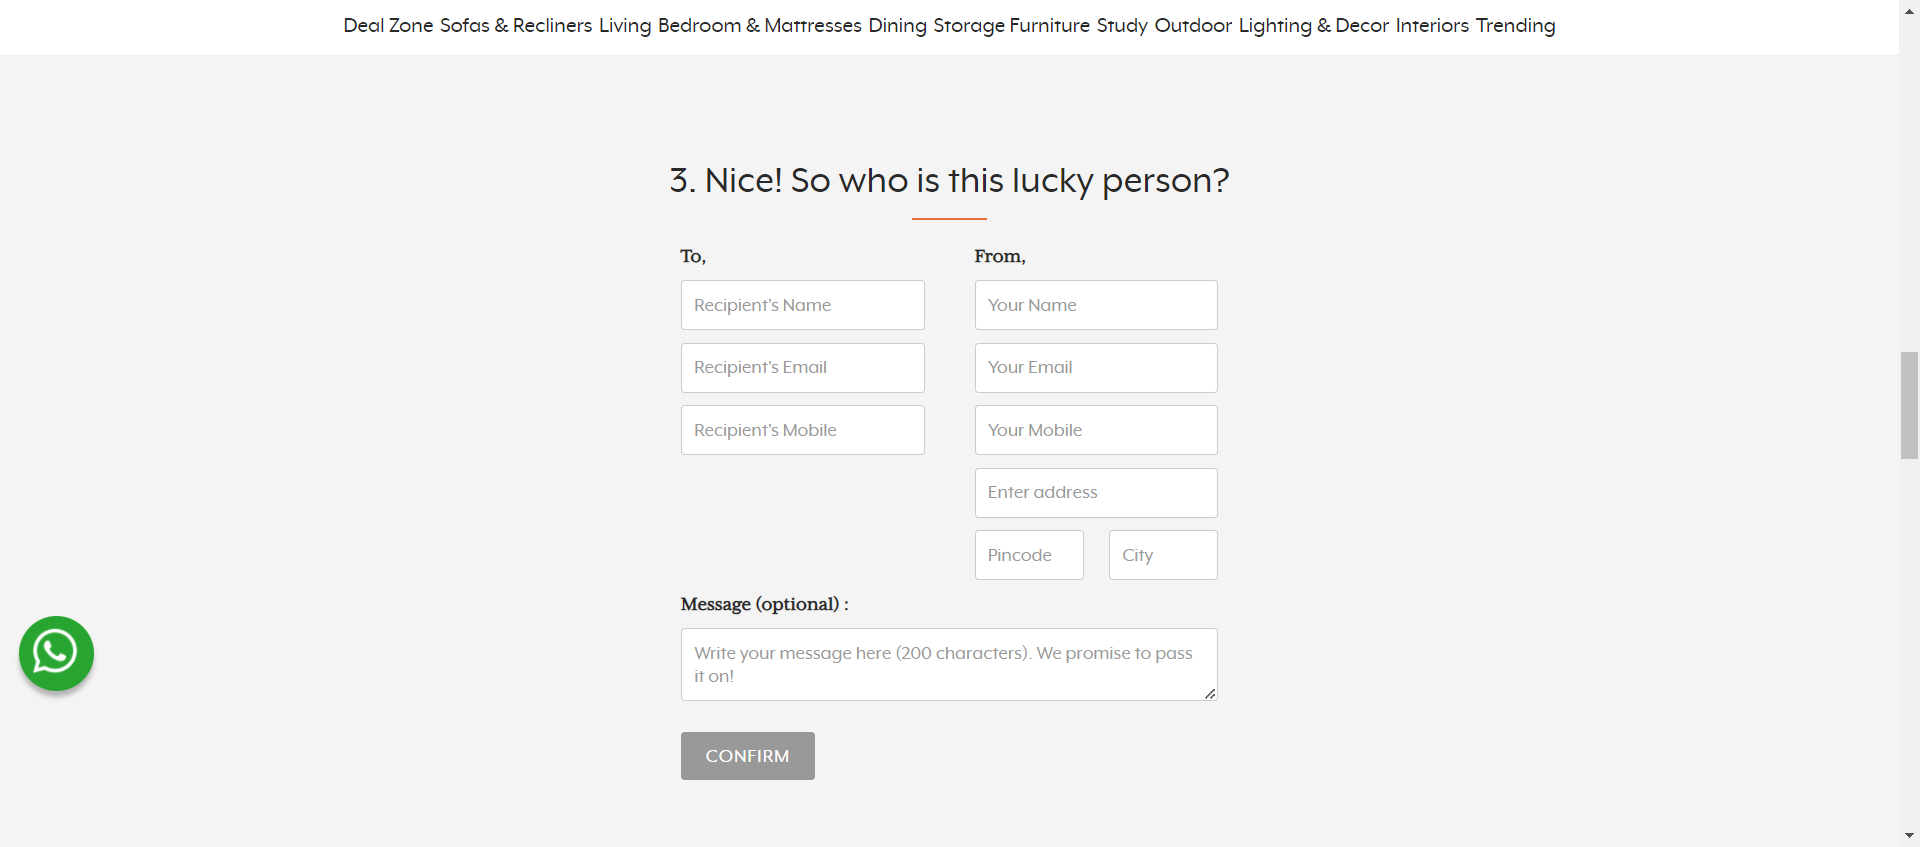 Deal Zone Sofas & Recliners Living Bedroom & Mattresses Dining Storage Furniture Study Outdoor Lighting & Decor Interiors Trending
3. Nice! So who is this lucky person?
To,
From,
Recipient's Name
Your Name
Recipient's Email
Your Email
Recipient's Mobile
Your Mobile
Enter address
Pincode
City
Message (optional) :
Write your message here (200 characters). We promise to pass
it on!
CONFIRM